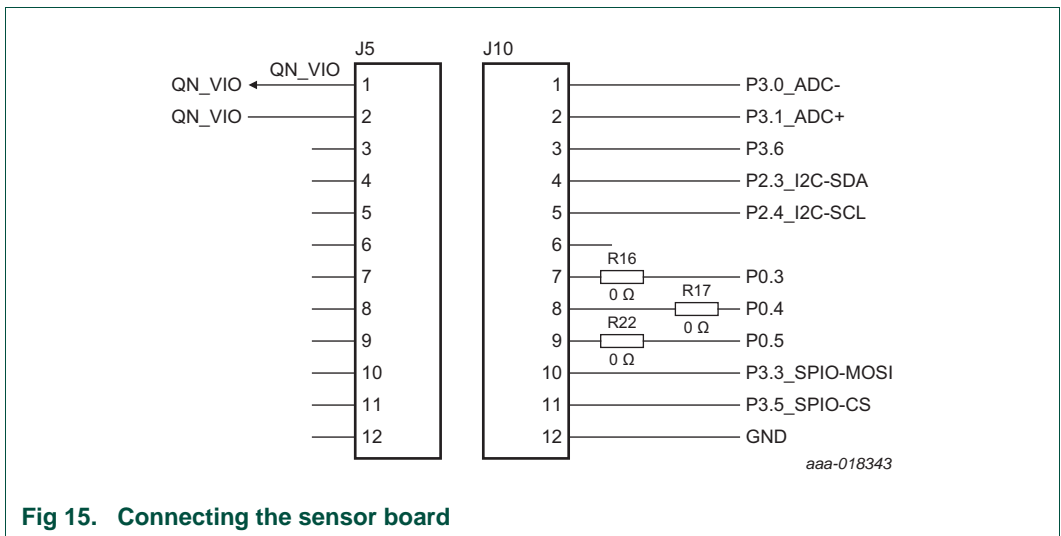 J5 J10
QN_VIO QN_VIO 1 1 P3.0_ADC-
QN_VIO 2 2 P3.1_ADC+
3 3 P3.6
4 4 P2.3_I2C-SDA
5 5 P2.4_I2C-SCL
6 6
R16
7 7 P0.3
0 Ω R17
8 8 P0.4
R22 0 Ω
9 9 P0.5
0 Ω
10 10 P3.3_SPIO-MOSI
11 11 P3.5_SPIO-CS
12 12 GND
aaa-018343
Fig 15. Connecting the sensor board